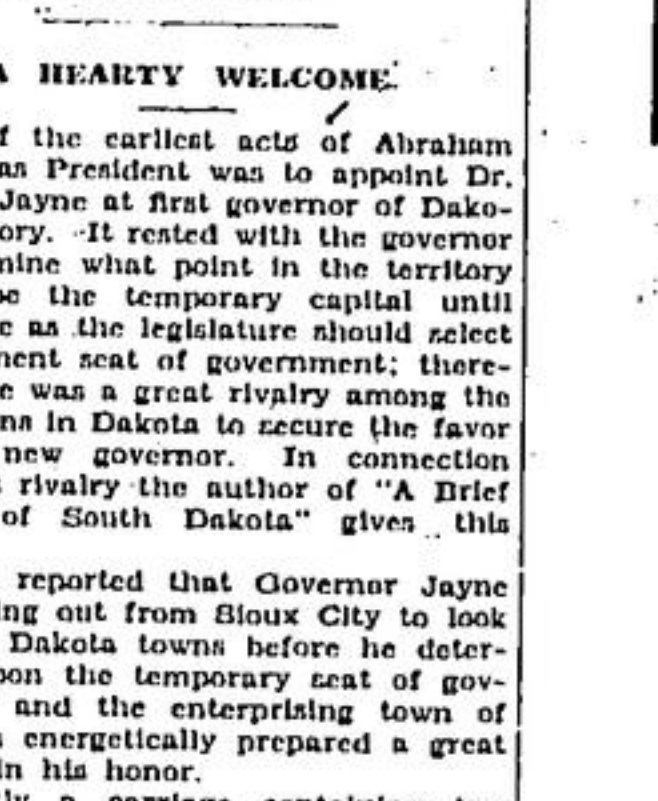 A HEARTY WELCOME.
f the earliest acts of Abraham
as President was to appoint Dr.
Jayne at first governor of Dako-
ory. It rested with the governor
mine what point in the territory
be the temporary capital until
e as the legislature should select
nent seat of government; there-
e was a great rivalry among the
ns in Dakota to secure the favor
new governor. In connection
s rivalry the author of "A Brief
of South Dakota" gives this
reported that Governor Jayne
ing out from Sioux City to look
Dakota towns before he deter-
pon the temporary seat of gov-
and the enterprising town of
s energetically prepared a great
in his honor.
ly a carriage containing